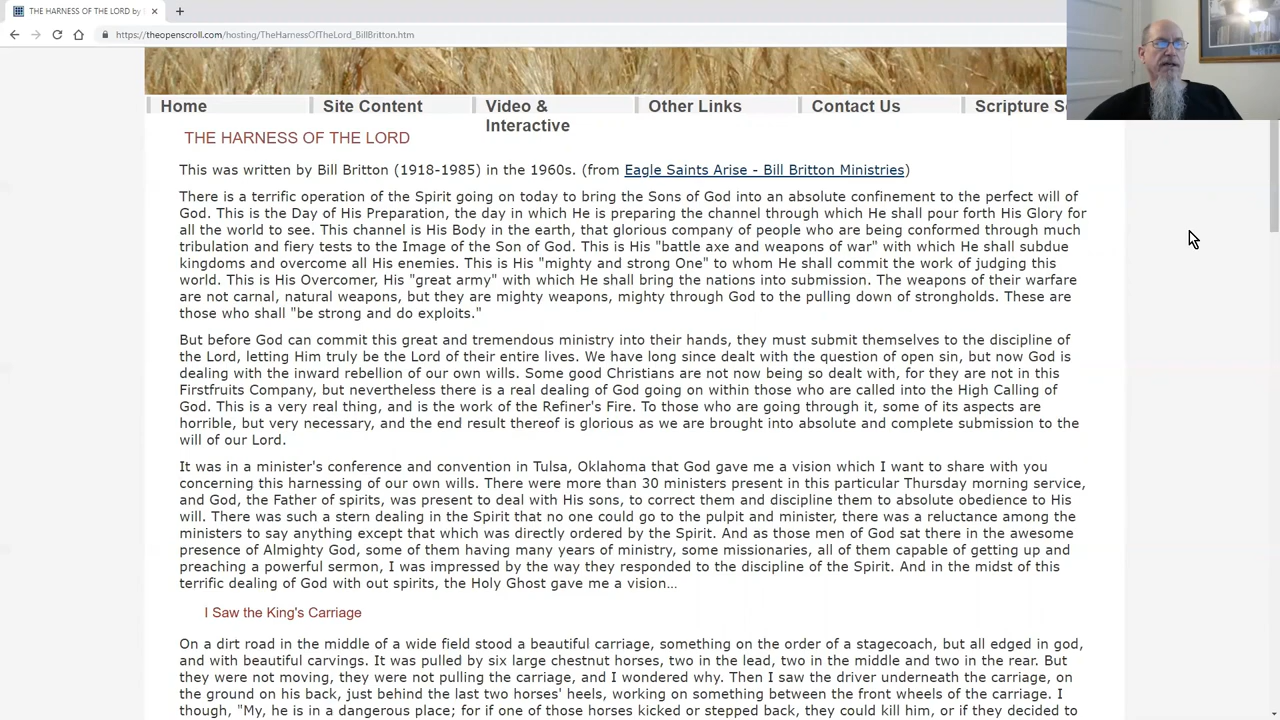 THE HARNESS OF THE LORD by
https://theopenscroll.com/hosting/TheHarnessOfTheLord_BillBritton.htm
Home
Site Content
Video &
Interactive
Other Links
Contact Us
Scripture S
THE HARNESS OF THE LORD
This was written by Bill Britton (1918-1985) in the 1960s. (from Eagle Saints Arise - Bill Britton Ministries)
There is a terrific operation of the Spirit going on today to bring the Sons of God into an absolute confinement to the perfect will of
God. This is the Day of His Preparation, the day in which He is preparing the channel through which He shall pour forth His Glory for
all the world to see. This channel is His Body in the earth, that glorious company of people who are being conformed through much
tribulation and fiery tests to the Image of the Son of God. This is His "battle axe and weapons of war" with which He shall subdue
kingdoms and overcome all His enemies. This is His "mighty and strong One" to whom He shall commit the work of judging this
world. This is His Overcomer, His "great army" with which He shall bring the nations into submission. The weapons of their warfare
are not carnal, natural weapons, but they are mighty weapons, mighty through God to the pulling down of strongholds. These are
those who shall "be strong and do exploits."
But before God can commit this great and tremendous ministry into their hands, they must submit themselves to the discipline of
the Lord, letting Him truly be the Lord of their entire lives. We have long since dealt with the question of open sin, but now God is
dealing with the inward rebellion of our own wills. Some good Christians are not now being so dealt with, for they are not in this
Firstfruits Company, but nevertheless there is a real dealing of God going on within those who are called into the High Calling of
God. This is a very real thing, and is the work of the Refiner's Fire. To those who are going through it, some of its aspects are
horrible, but very necessary, and the end result thereof is glorious as we are brought into absolute and complete submission to the
will of our Lord.
It was in a minister's conference and convention in Tulsa, Oklahoma that God gave me a vision which I want to share with you
concerning this harnessing of our own wills. There were more than 30 ministers present in this particular Thursday morning service,
and God, the Father of spirits, was present to deal with His sons, to correct them and discipline them to absolute obedience to His
will. There was such a stern dealing in the Spirit that no one could go to the pulpit and minister, there was a reluctance among the
ministers to say anything except that which was directly ordered by the Spirit. And as those men of God sat there in the awesome
presence of Almighty God, some of them having many years of ministry, some missionaries, all of them capable of getting up and
preaching a powerful sermon, I was impressed by the way they responded to the discipline of the Spirit. And in the midst of this
terrific dealing of God with out spirits, the Holy Ghost gave me a vision...
I Saw the King's Carriage
On a dirt road in the middle of a wide field stood a beautiful carriage, something on the order of a stagecoach, but all edged in god,
and with beautiful carvings. It was pulled by six large chestnut horses, two in the lead, two in the middle and two in the rear. But
they were not moving, they were not pulling the carriage, and I wondered why. Then I saw the driver underneath the carriage, on
the ground on his back, just behind the last two horses' heels, working on something between the front wheels of the carriage. I
though, "My, he is in a dangerous place; for if one of those horses kicked or stepped back, they could kill him, or if they decided to